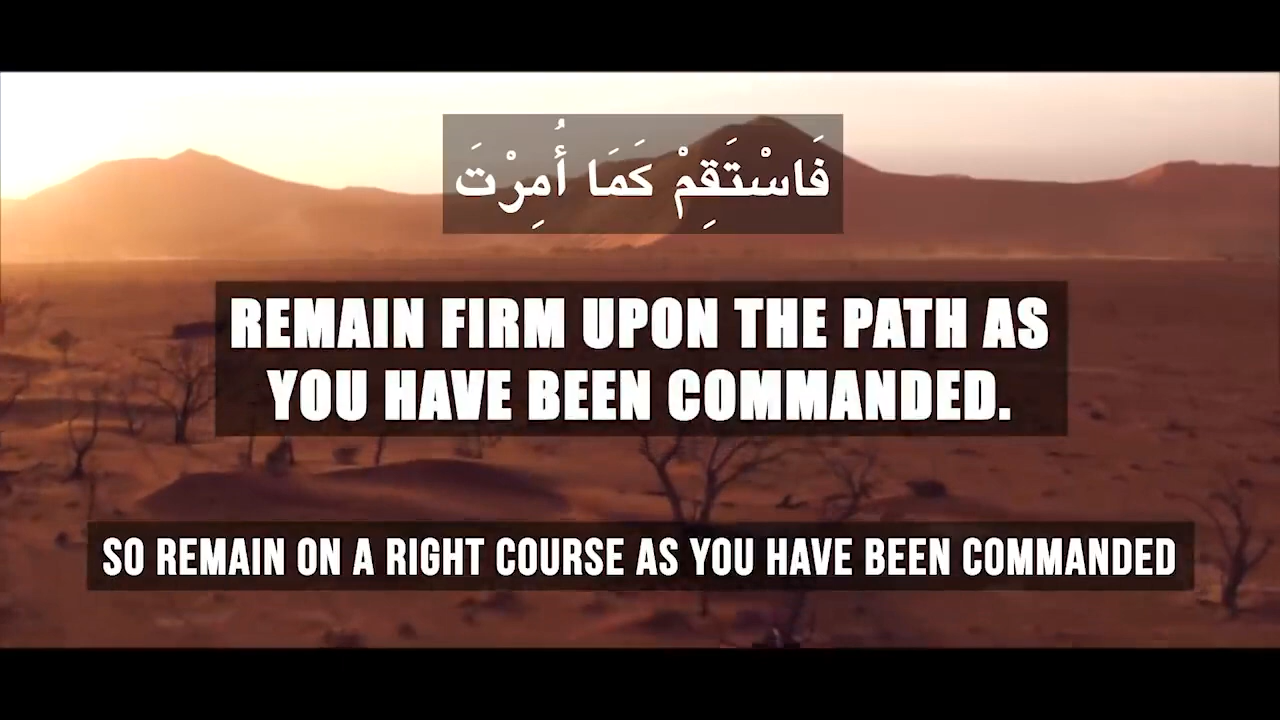 فَاسْتَقِمْ كَمَا أُمِرْتَ
REMAIN FIRM UPON THE PATH AS
YOU HAVE BEEN COMMANDED.
SO REMAIN ON A RIGHT COURSE AS YOU HAVE BEEN COMMANDED